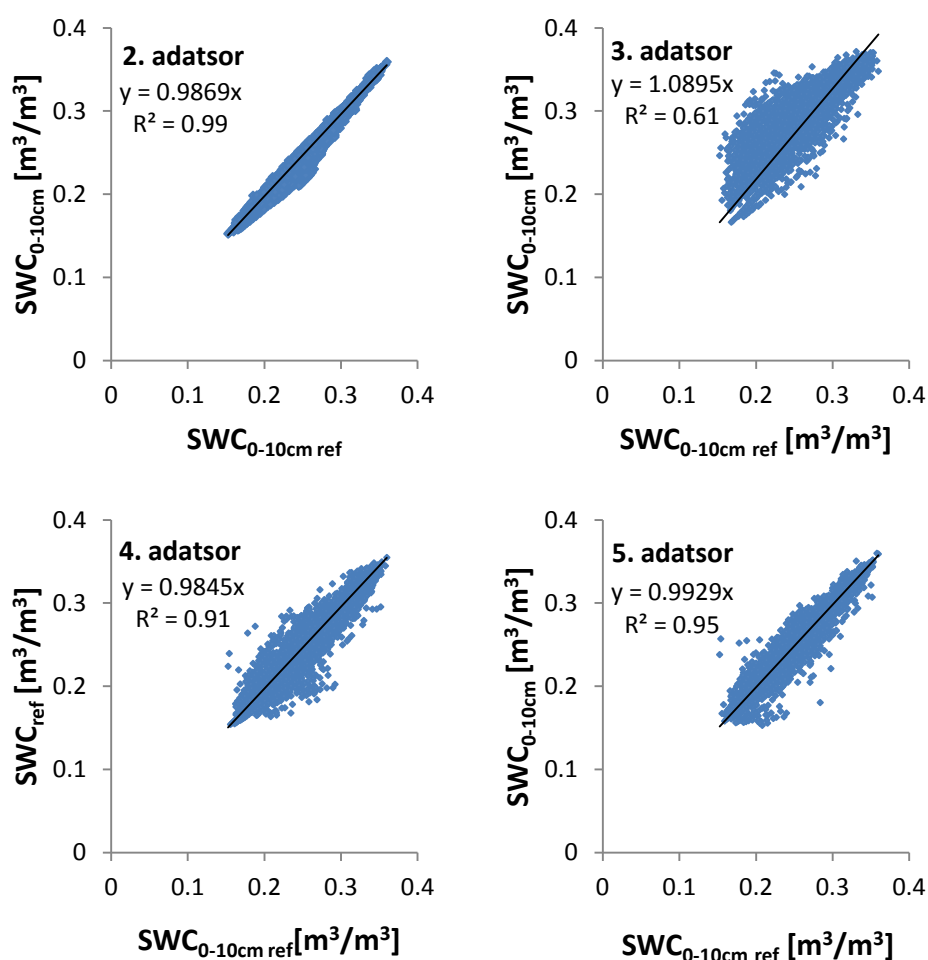 2. adatsor
y = 0.9869x
R² = 0.99
SWC0-10cm [m³/m³]
0.4
0.3
0.2
0.1
0
0 0.1 0.2 0.3 0.4
SWC0-10cm ref
3. adatsor
y = 1.0895x
R² = 0.61
SWC0-10cm [m³/m³]
0.4
0.3
0.2
0.1
0
0 0.1 0.2 0.3 0.4
SWC0-10cm ref [m³/m³]
4. adatsor
y = 0.9845x
R² = 0.91
SWCref [m³/m³]
0.4
0.3
0.2
0.1
0
0 0.1 0.2 0.3 0.4
SWC0-10cm ref[m³/m³]
5. adatsor
y = 0.9929x
R² = 0.95
SWC0-10cm [m³/m³]
0.4
0.3
0.2
0.1
0
0 0.1 0.2 0.3 0.4
SWC0-10cm ref [m³/m³]